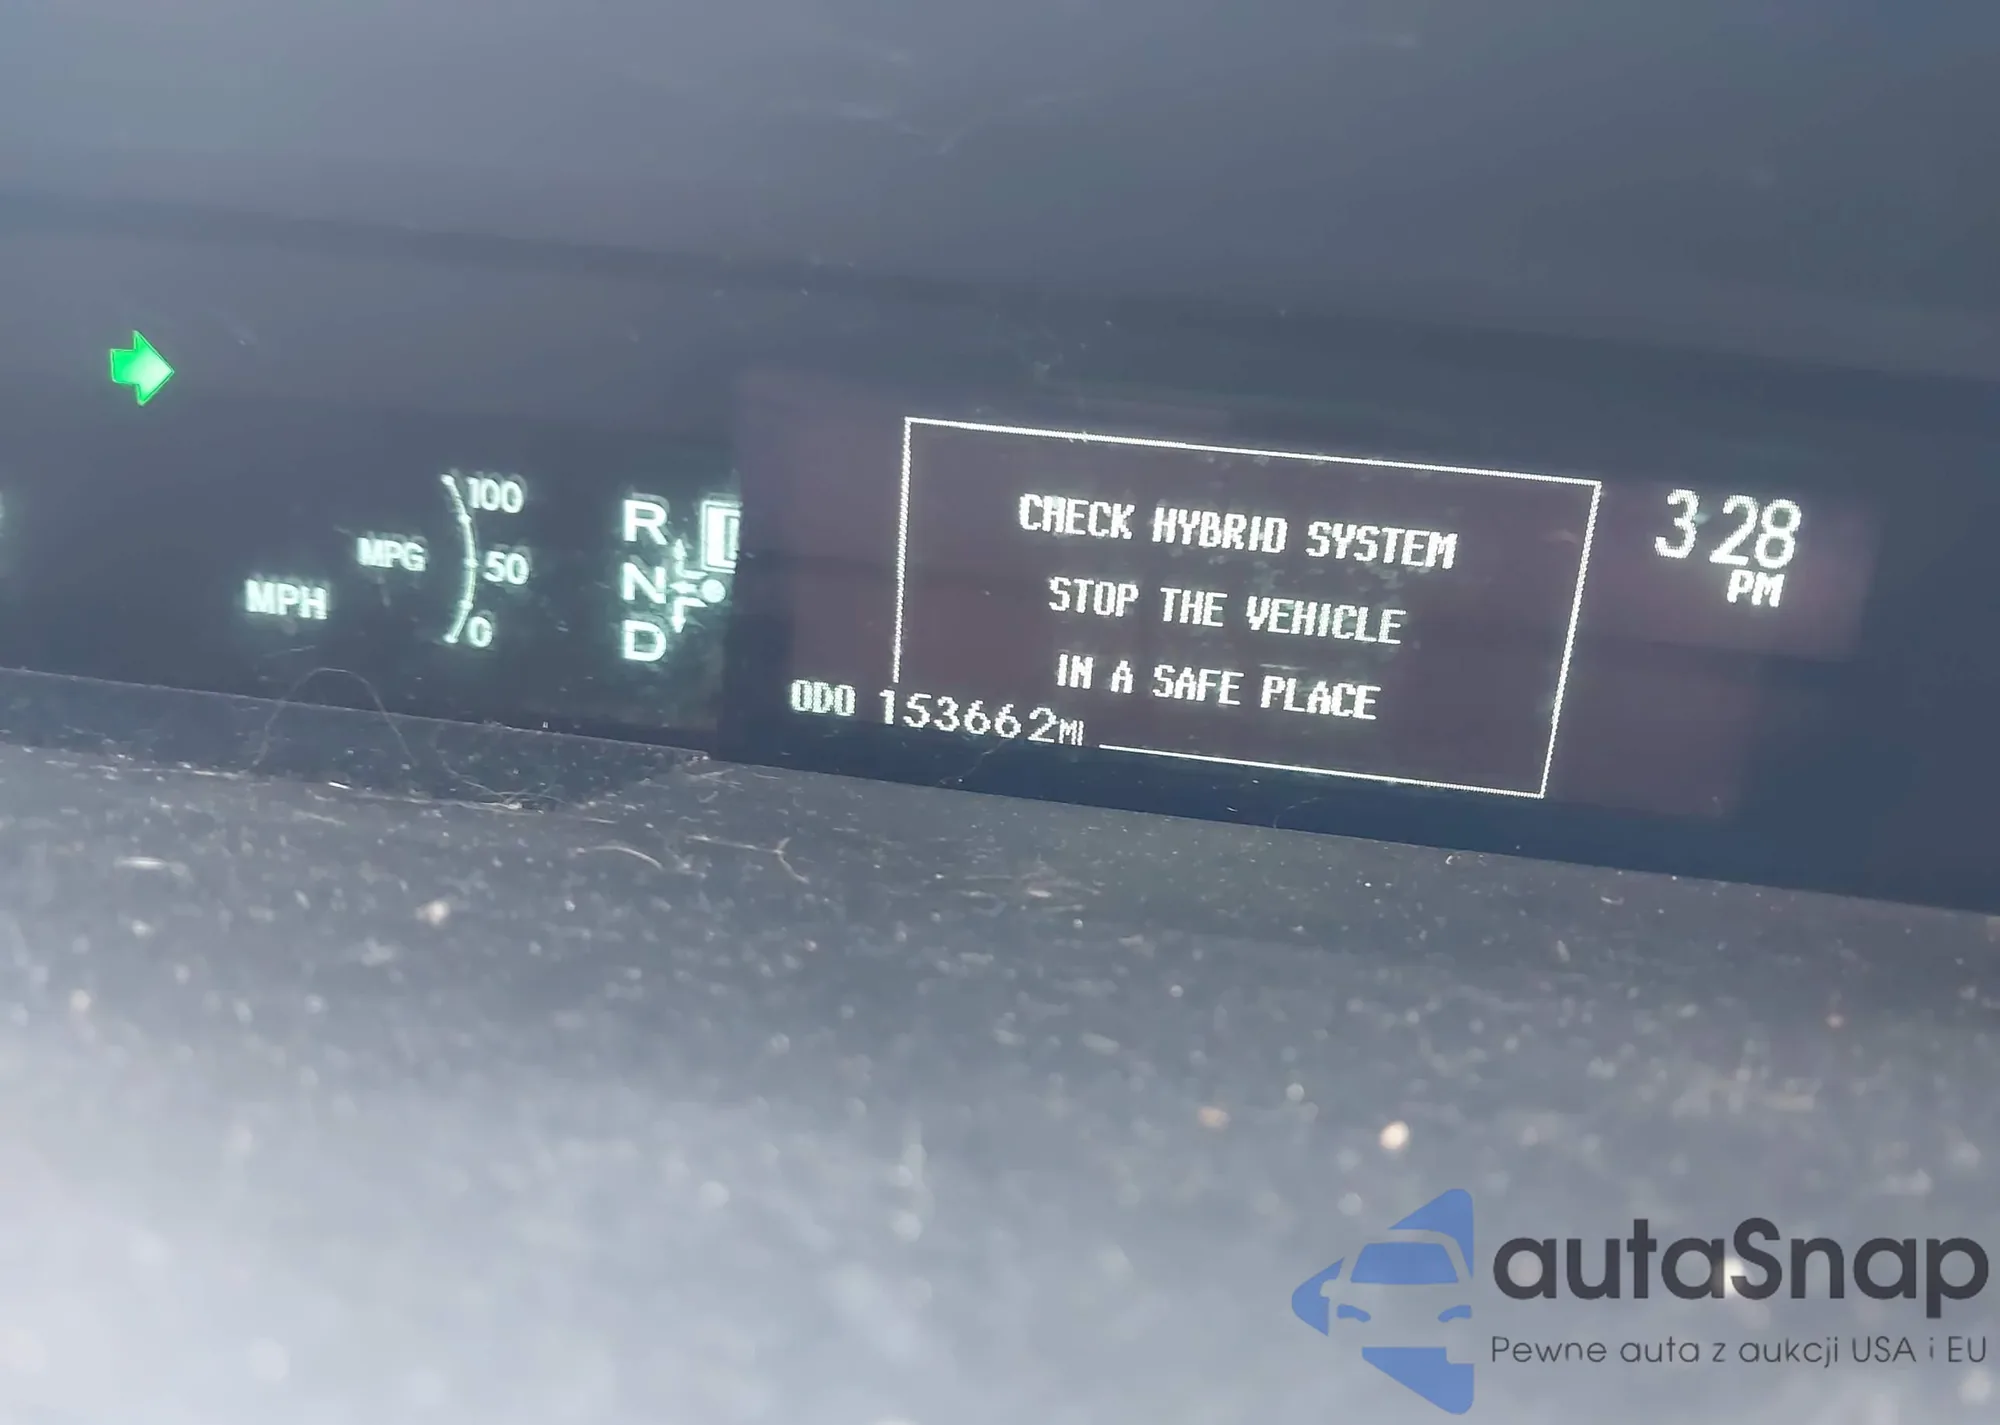 100
MPG
50
MPH
0
R
N
D
CHECK HYBRID SYSTEM
STOP THE VEHICLE
IN A SAFE PLACE
3 28
PM
ODO 153662MI
autaSnap
Pewne auta z aukcji USA i EU